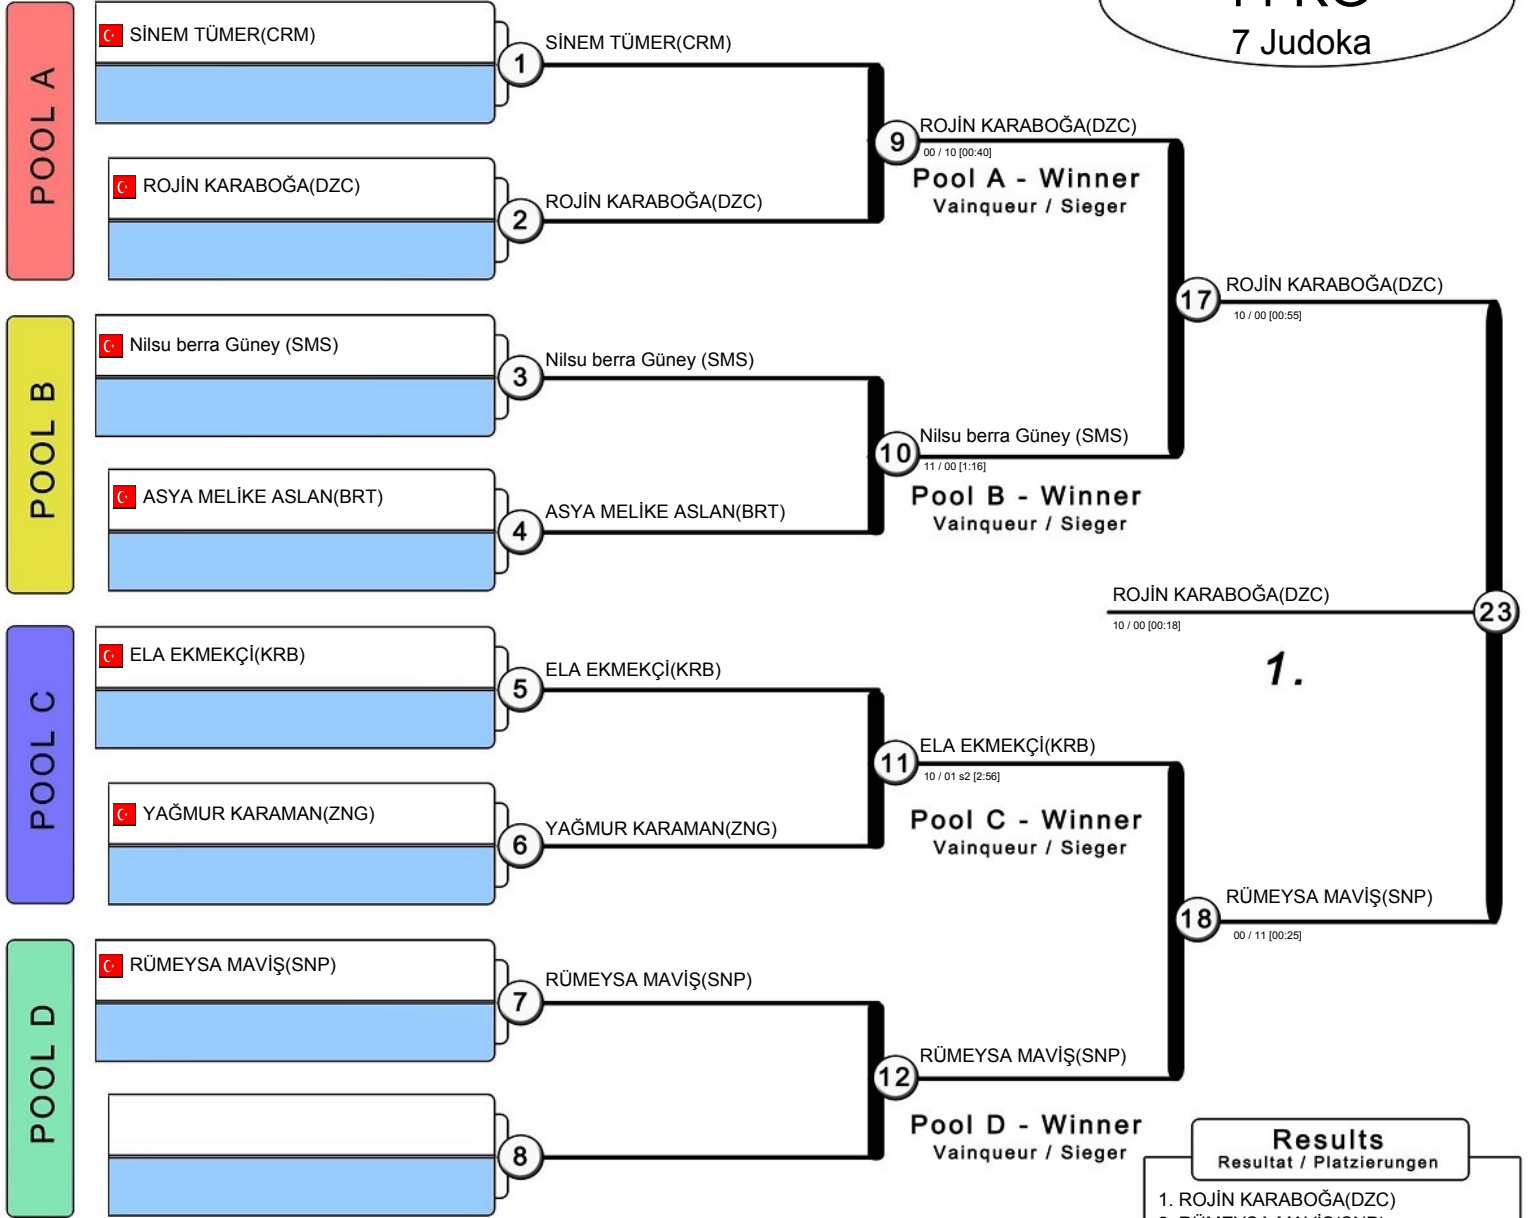 7 Judoka
POOL A
SİNEM TÜMER(CRM)
1
SİNEM TÜMER(CRM)
ROJİN KARABOĞA(DZC)
2
ROJİN KARABOĞA(DZC)
9
ROJİN KARABOĞA(DZC)
00 / 10 [00:40]
Pool A - Winner
Vainqueur / Sieger
POOL B
Nilsu berra Güney (SMS)
3
Nilsu berra Güney (SMS)
ASYA MELİKE ASLAN(BRT)
4
ASYA MELİKE ASLAN(BRT)
10
Nilsu berra Güney (SMS)
11 / 00 [1:16]
Pool B - Winner
Vainqueur / Sieger
17
ROJİN KARABOĞA(DZC)
10 / 00 [00:55]
POOL C
ELA EKMEKÇİ(KRB)
5
ELA EKMEKÇİ(KRB)
YAĞMUR KARAMAN(ZNG)
6
YAĞMUR KARAMAN(ZNG)
11
ELA EKMEKÇİ(KRB)
10 / 01 s2 [2:56]
Pool C - Winner
Vainqueur / Sieger
POOL D
RÜMEYSA MAVİŞ(SNP)
7
RÜMEYSA MAVİŞ(SNP)
8
12
RÜMEYSA MAVİŞ(SNP)
Pool D - Winner
Vainqueur / Sieger
18
RÜMEYSA MAVİŞ(SNP)
00 / 11 [00:25]
ROJİN KARABOĞA(DZC)
23
10 / 00 [00:18]
1.
Results
Resultat / Platzierungen
1. ROJİN KARABOĞA(DZC)
2. RÜMEYSA MAVİŞ(SNP)